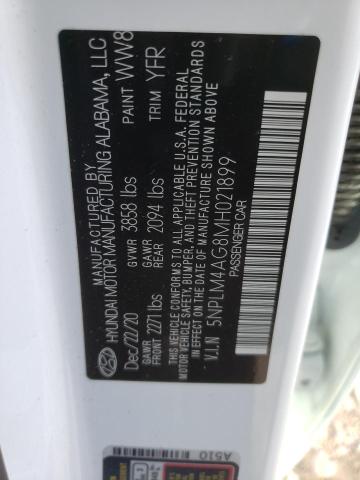 MANUFACTURED BY
HYUNDAI MOTOR MANUFACTURING ALABAMA, LLC
Dec/22/20 GVWR 3858 lbs PAINT WW8
GAWR FRONT 2271 lbs GAWR REAR 2094 lbs TRIM YFR
THIS VEHICLE CONFORMS TO ALL APPLICABLE U.S.A. FEDERAL
MOTOR VEHICLE SAFETY, BUMPER, AND THEFT PREVENTION STANDARDS
IN EFFECT ON THE DATE OF MANUFACTURE SHOWN ABOVE
V.I.N 5NPLM4AG8MH021899
PASSENGER CAR
A510